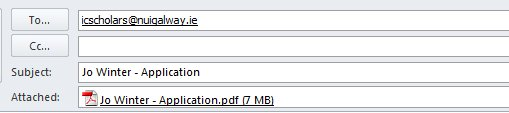 To... icscholars@nuigalway.ie
Cc...
Subject: Jo Winter - Application
Attached: Jo Winter - Application.pdf (7 MB)